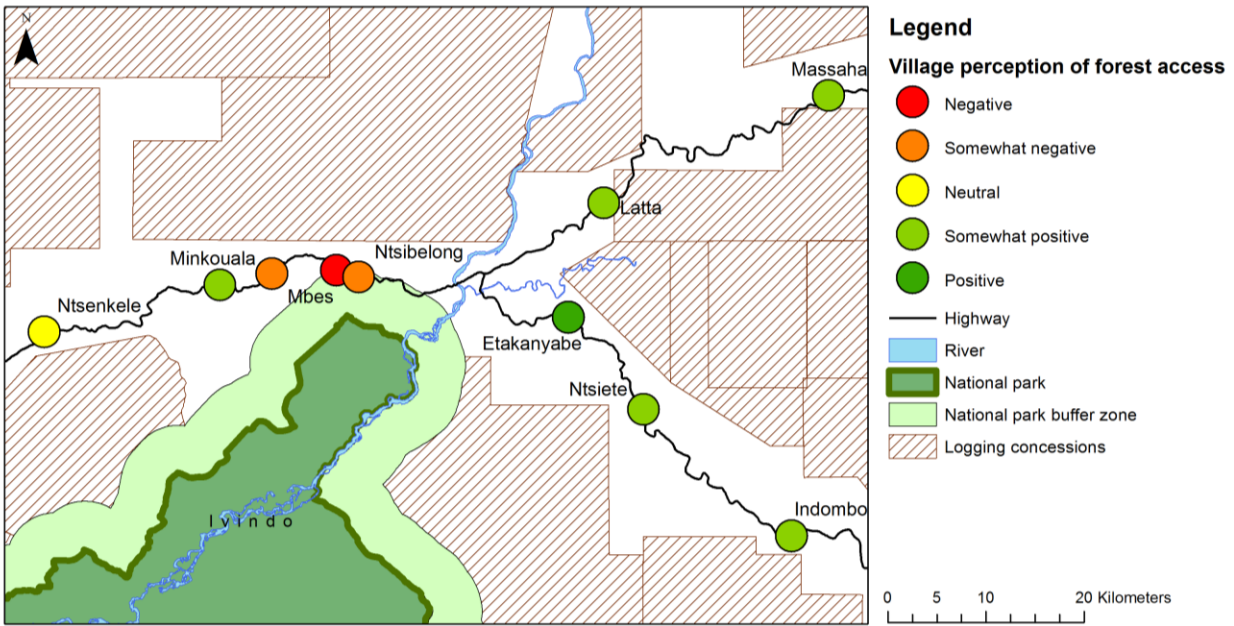 N
Massaha
Latta
Ntsibelong
Minkouala
Mbes
Ntsenkele
Etakanyabe
Ntsiete
Indombo
Ivindo
Legend
Village perception of forest access
Negative
Somewhat negative
Neutral
Somewhat positive
Positive
Highway
River
National park
National park buffer zone
Logging concessions
0 5 10 20 Kilometers